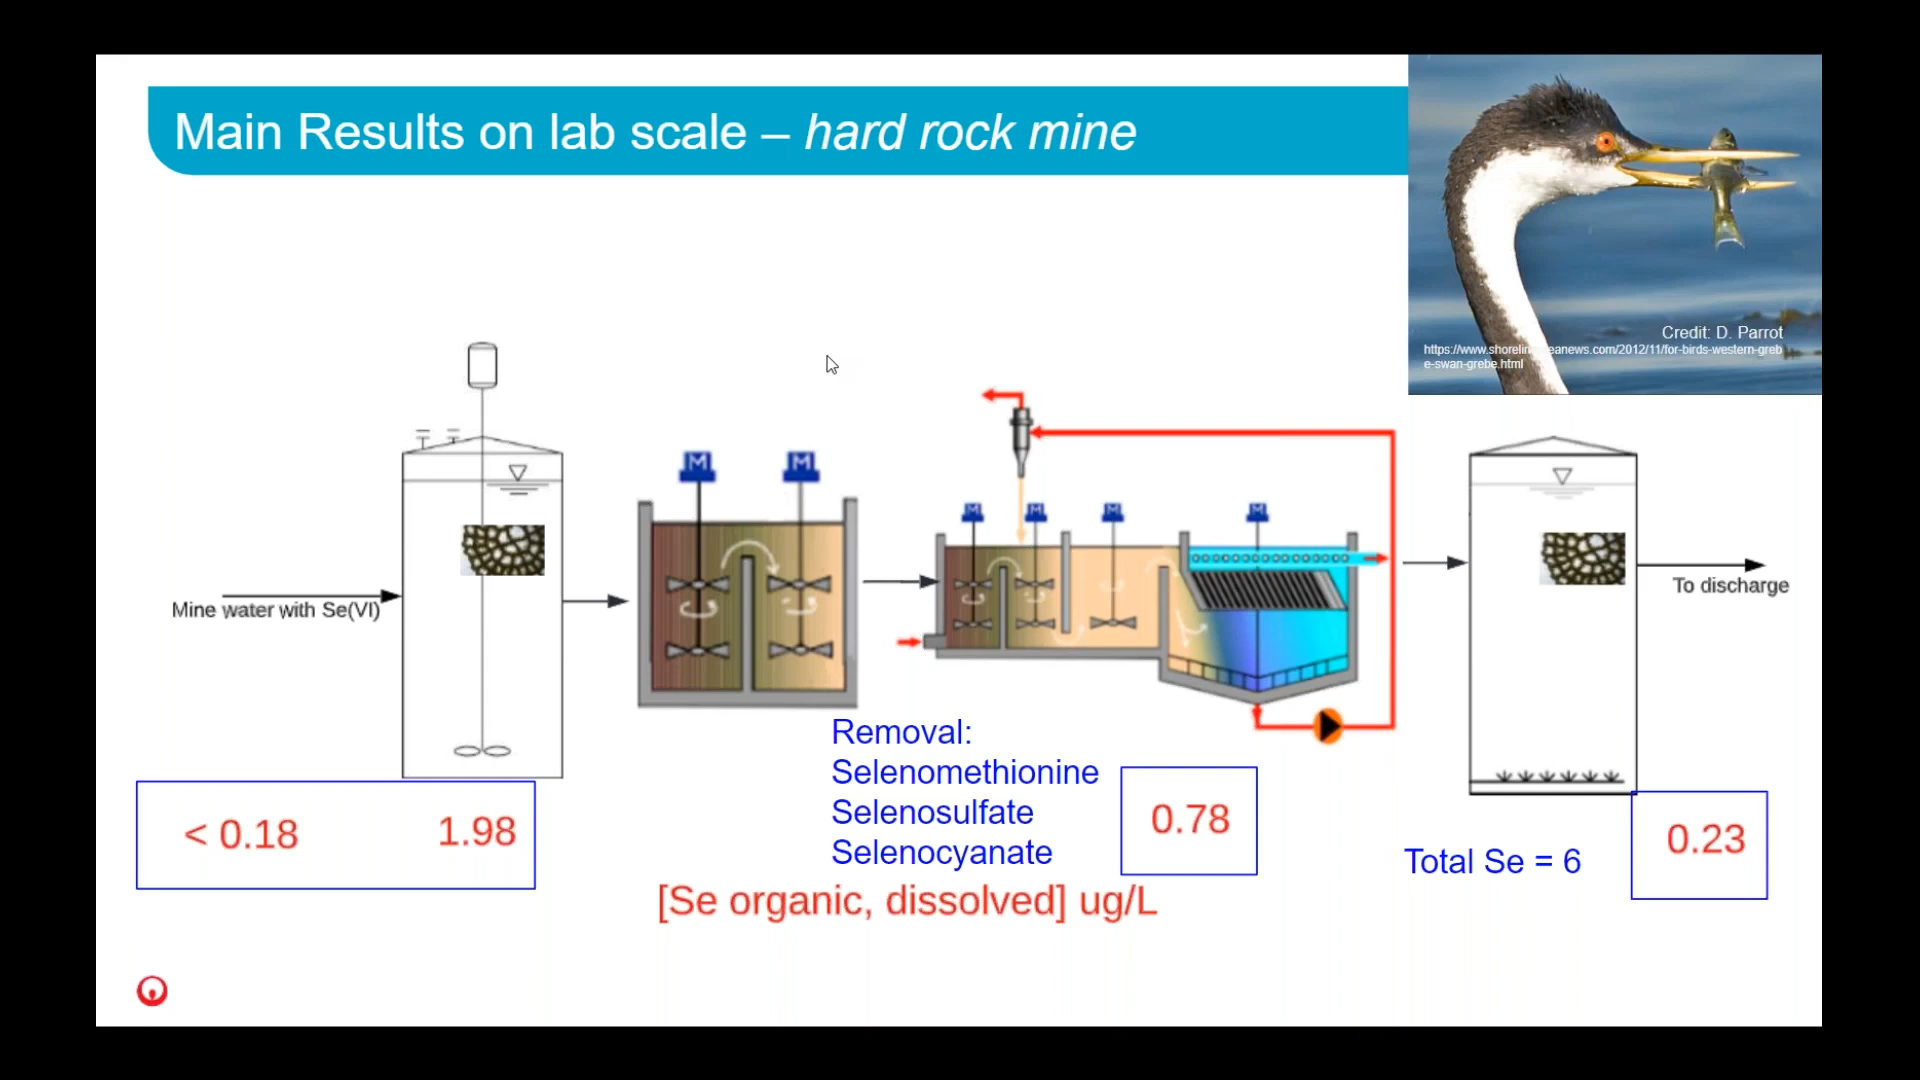 Main Results on lab scale – hard rock mine
Credit: D. Parrot
https://www.shorelineareanews.com/2012/11/for-birds-western-greb
e-swan-grebe.html
M M
M M M M
Mine water with Se(VI)
To discharge
Removal:
Selenomethionine
Selenosulfate
Selenocyanate
< 0.18 1.98
0.78
Total Se = 6
0.23
[Se organic, dissolved] ug/L